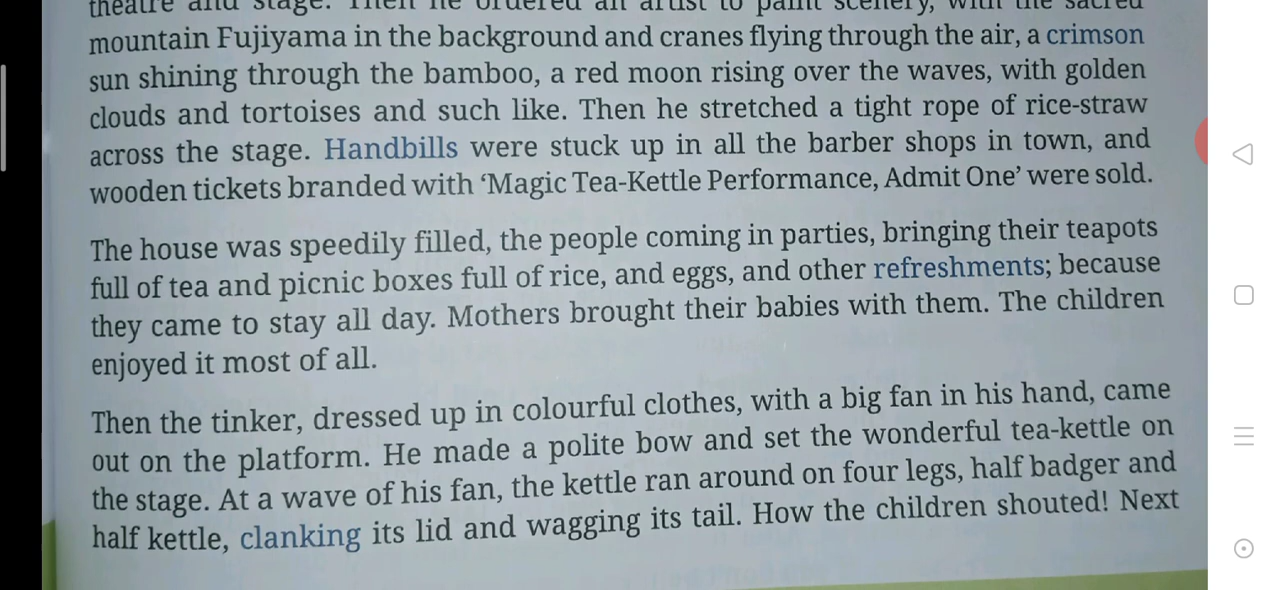 theatre and stage. Then he ordered an artist to paint scenery, with the sacred
mountain Fujiyama in the background and cranes flying through the air, a crimson
sun shining through the bamboo, a red moon rising over the waves, with golden
clouds and tortoises and such like. Then he stretched a tight rope of rice-straw
across the stage. Handbills were stuck up in all the barber shops in town, and
wooden tickets branded with ‘Magic Tea-Kettle Performance, Admit One’ were sold.
The house was speedily filled, the people coming in parties, bringing their teapots
full of tea and picnic boxes full of rice, and eggs, and other refreshments; because
they came to stay all day. Mothers brought their babies with them. The children
enjoyed it most of all.
Then the tinker, dressed up in colourful clothes, with a big fan in his hand, came
out on the platform. He made a polite bow and set the wonderful tea-kettle on
the stage. At a wave of his fan, the kettle ran around on four legs, half badger and
half kettle, clanking its lid and wagging its tail. How the children shouted! Next